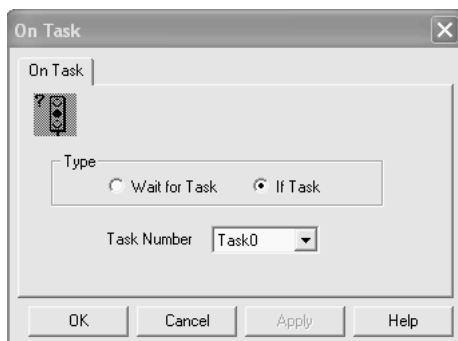 On Task
On Task
?
Type
Wait for Task If Task
Task Number Task0
OK Cancel Apply Help